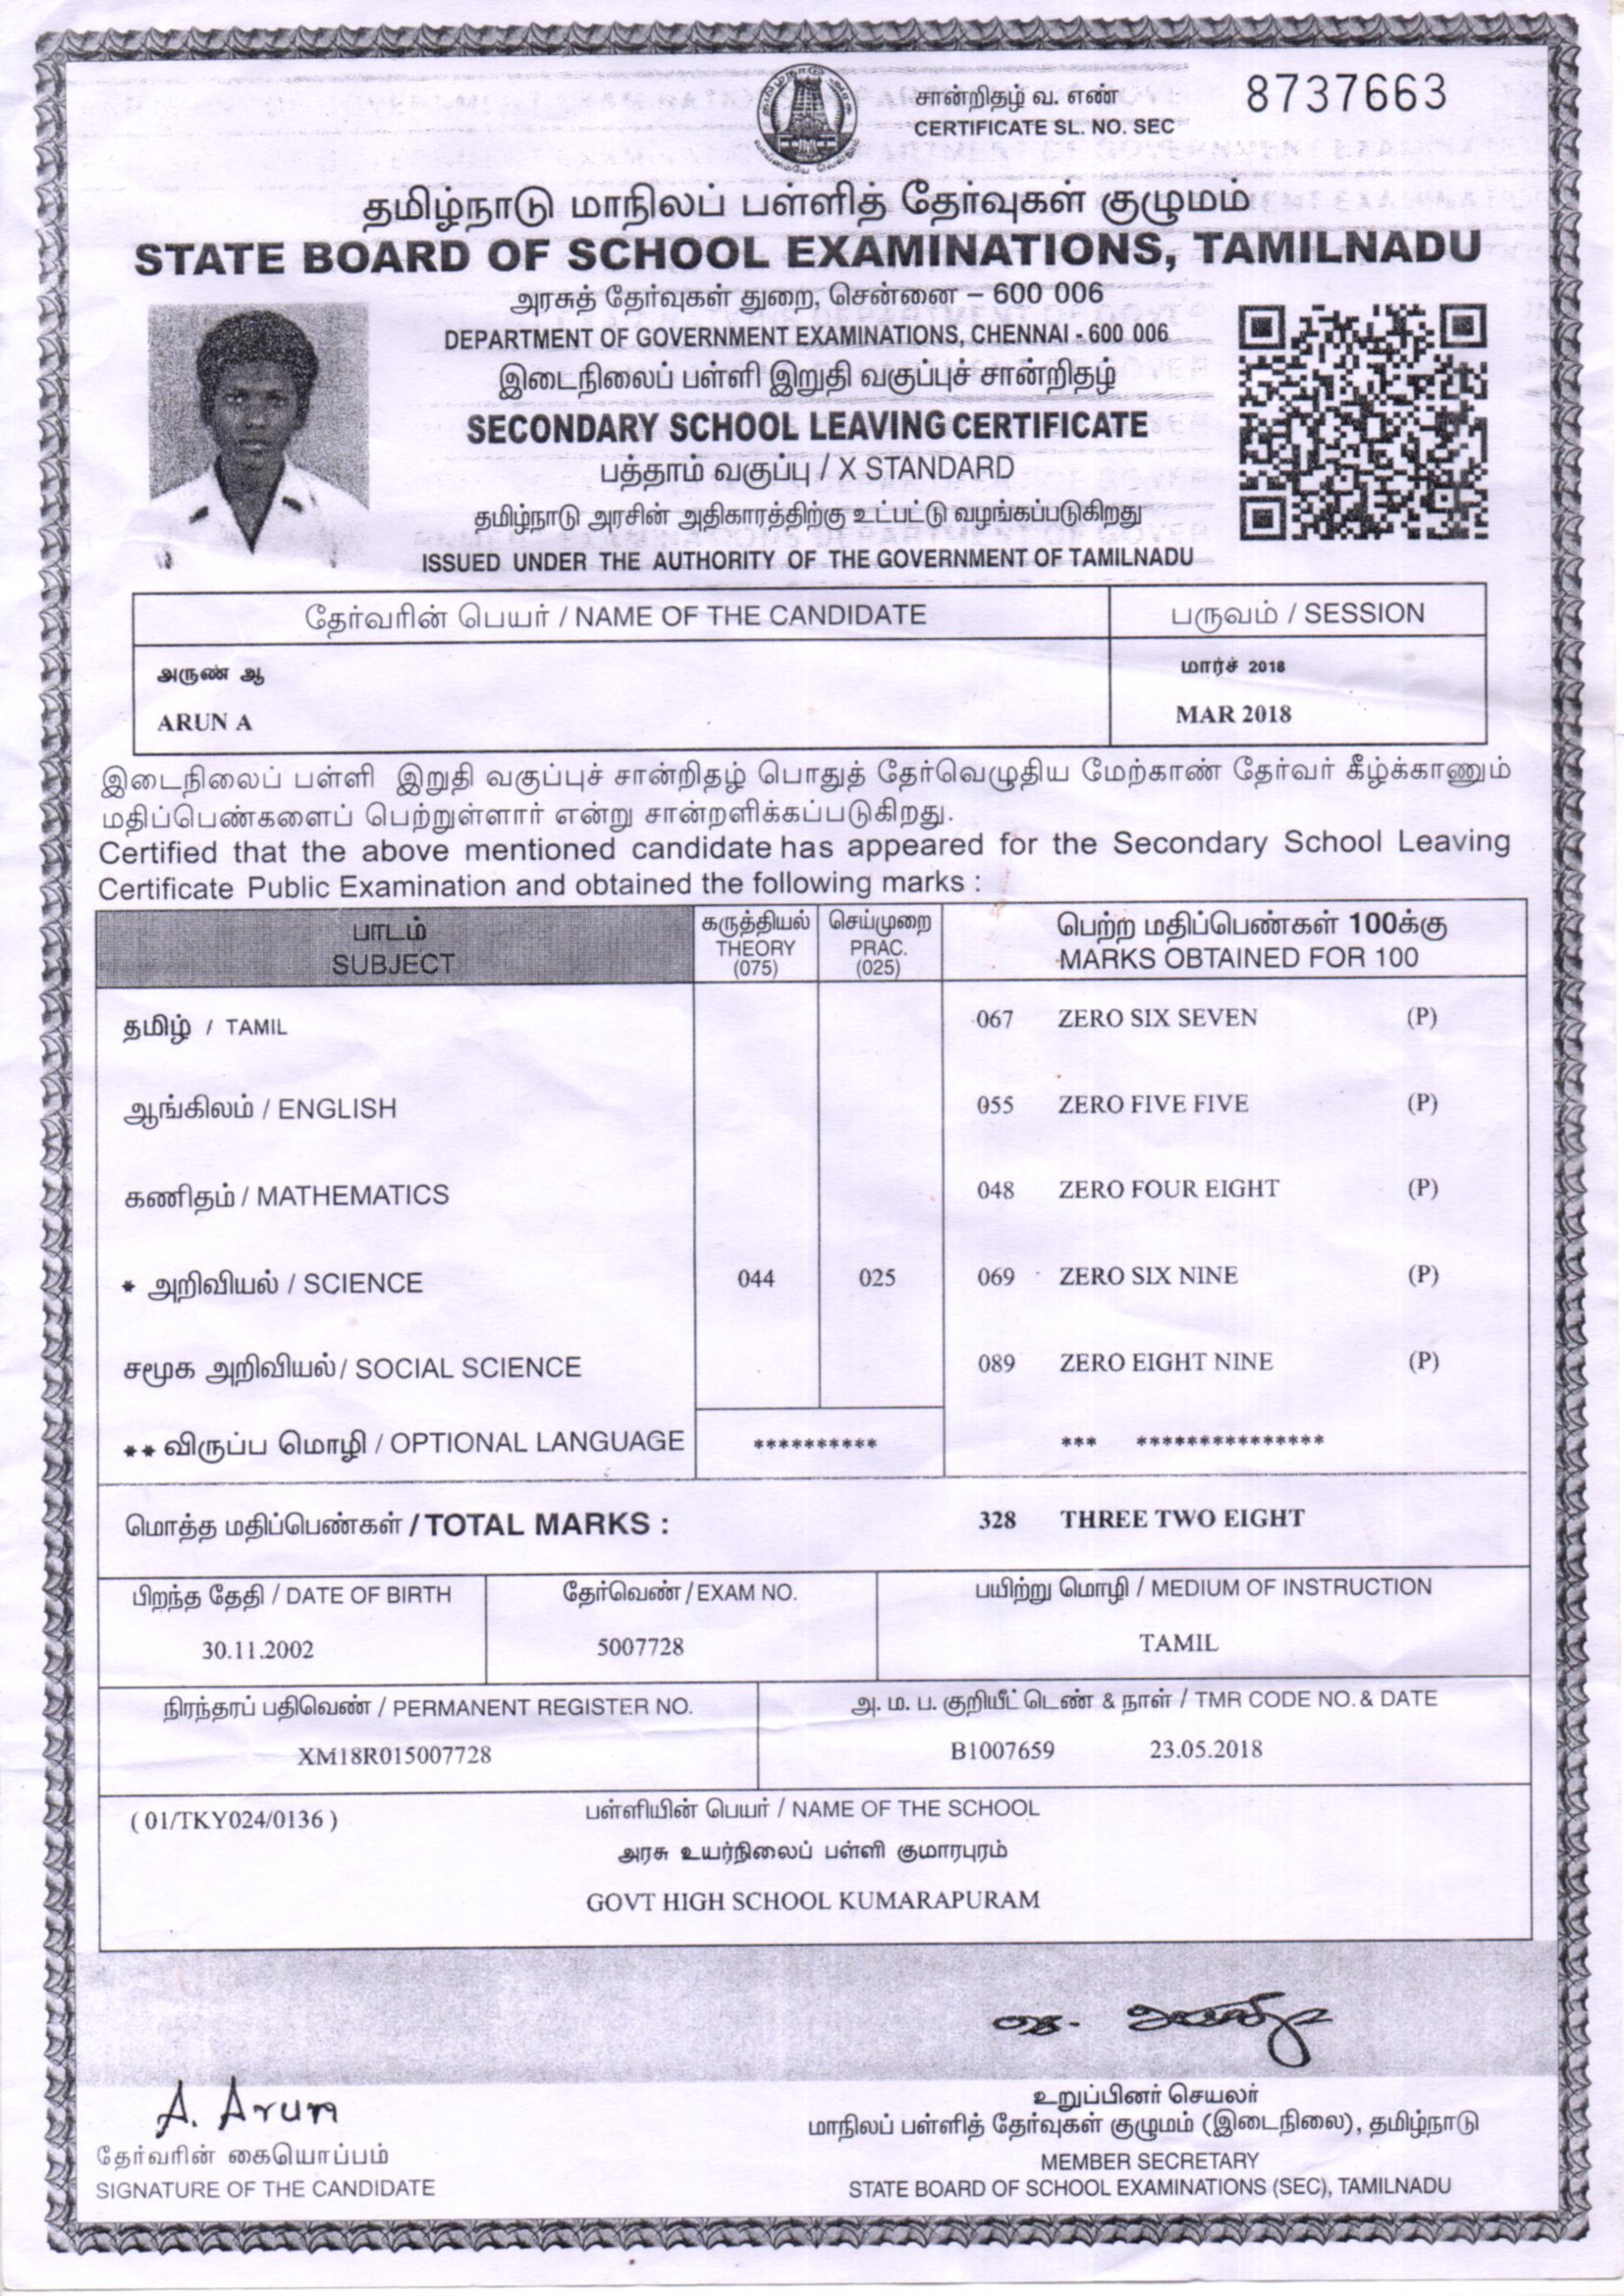 சான்றிதழ் வ. எண்
CERTIFICATE SL. NO. SEC
8737663
தமிழ்நாடு மாநிலப் பள்ளித் தேர்வுகள் குழுமம்
STATE BOARD OF SCHOOL EXAMINATIONS, TAMILNADU
அரசுத் தேர்வுகள் துறை, சென்னை – 600 006
DEPARTMENT OF GOVERNMENT EXAMINATIONS, CHENNAI - 600 006
இடைநிலைப் பள்ளி இறுதி வகுப்புச் சான்றிதழ்
SECONDARY SCHOOL LEAVING CERTIFICATE
பத்தாம் வகுப்பு / X STANDARD
தமிழ்நாடு அரசின் அதிகாரத்திற்கு உட்பட்டு வழங்கப்படுகிறது
ISSUED UNDER THE AUTHORITY OF THE GOVERNMENT OF TAMILNADU
தேர்வரின் பெயர் / NAME OF THE CANDIDATE பருவம் / SESSION
அருண் ஆ மார்ச் 2018
ARUN A MAR 2018
இடைநிலைப் பள்ளி இறுதி வகுப்புச் சான்றிதழ் பொதுத் தேர்வெழுதிய மேற்காண் தேர்வர் கீழ்க்காணும்
மதிப்பெண்களைப் பெற்றுள்ளார் என்று சான்றளிக்கப்படுகிறது.
Certified that the above mentioned candidate has appeared for the Secondary School Leaving
Certificate Public Examination and obtained the following marks :
பாடம் கருத்தியல் செய்முறை பெற்ற மதிப்பெண்கள் 100க்கு
SUBJECT THEORY PRAC. MARKS OBTAINED FOR 100
(075) (025)
தமிழ் / TAMIL 067 ZERO SIX SEVEN (P)
ஆங்கிலம் / ENGLISH 055 ZERO FIVE FIVE (P)
கணிதம் / MATHEMATICS 048 ZERO FOUR EIGHT (P)
* அறிவியல் / SCIENCE 044 025 069 ZERO SIX NINE (P)
சமூக அறிவியல் / SOCIAL SCIENCE 089 ZERO EIGHT NINE (P)
** விருப்ப மொழி / OPTIONAL LANGUAGE ********** *** ***************
மொத்த மதிப்பெண்கள் / TOTAL MARKS : 328 THREE TWO EIGHT
பிறந்த தேதி / DATE OF BIRTH தேர்வெண் / EXAM NO. பயிற்று மொழி / MEDIUM OF INSTRUCTION
30.11.2002 5007728 TAMIL
நிரந்தரப் பதிவெண் / PERMANENT REGISTER NO. அ. ம. ப. குறியீட்டெண் & நாள் / TMR CODE NO. & DATE
XM18R015007728 B1007659 23.05.2018
( 01/TKY024/0136 ) பள்ளியின் பெயர் / NAME OF THE SCHOOL
அரசு உயர்நிலைப் பள்ளி குமாரபுரம்
GOVT HIGH SCHOOL KUMARAPURAM
A. Arun
தேர்வரின் கையொப்பம்
SIGNATURE OF THE CANDIDATE
உறுப்பினர் செயலர்
மாநிலப் பள்ளித் தேர்வுகள் குழுமம் (இடைநிலை), தமிழ்நாடு
MEMBER SECRETARY
STATE BOARD OF SCHOOL EXAMINATIONS (SEC), TAMILNADU